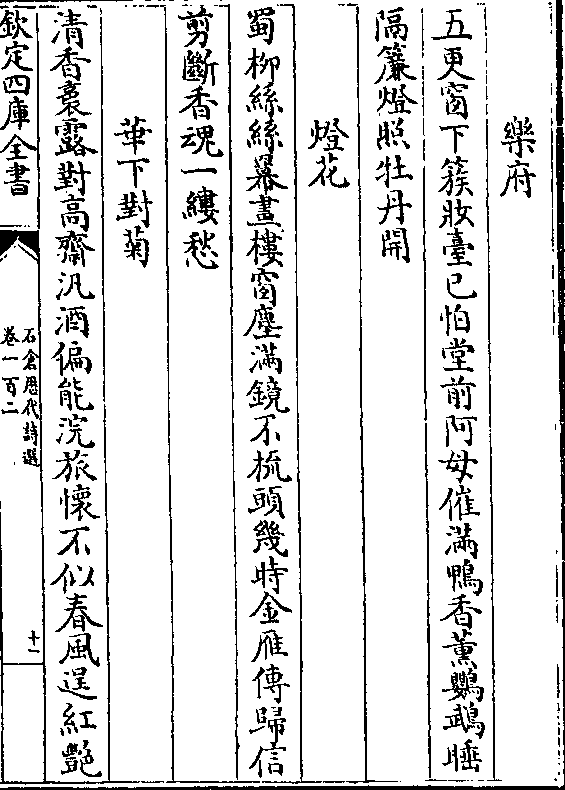 樂府
五更窗下簇妝臺已怕堂前阿母催滿鴨香薰鸚鵡睡
隔簾燈照牡丹開
燈花
蜀柳絲絲羃畫樓窗塵滿鏡不梳頭幾時金雁傳歸信
剪斷香魂一縷愁
華下對菊
清香裛露對高齋汎酒偏能浣旅懷不似春風逞紅艷
欽定四庫全書
石倉歷代詩選
卷一百二
十一